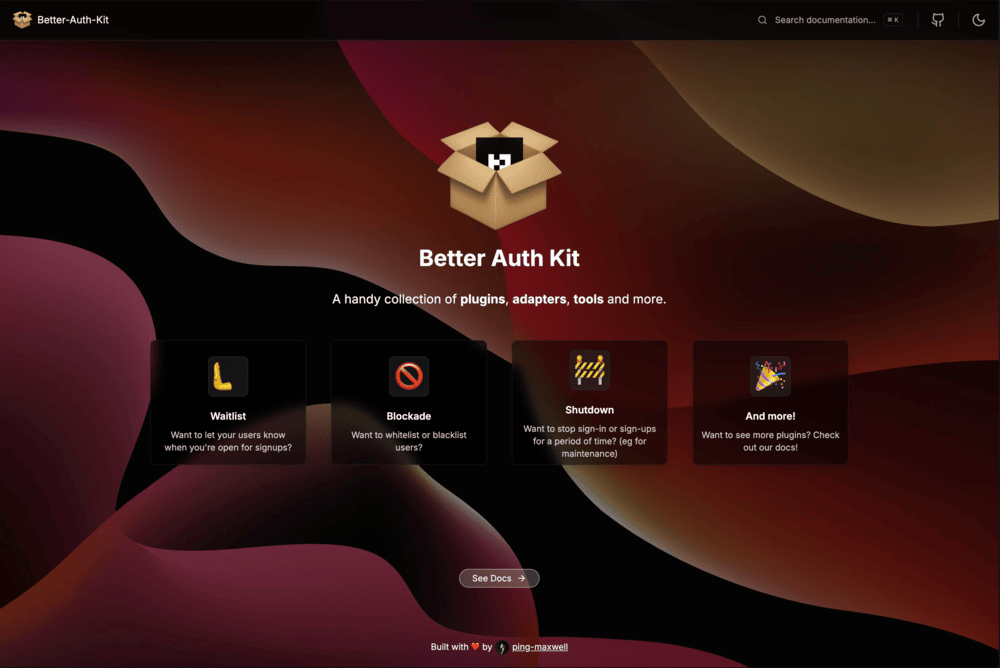 Better-Auth-Kit
Search documentation...
⌘ K
Better Auth Kit
A handy collection of plugins, adapters, tools and more.
Waitlist
Want to let your users know
when you're open for signups?
Blockade
Want to whitelist or blacklist
users?
Shutdown
Want to stop sign-in or sign-ups
for a period of time? (eg for
maintenance)
And more!
Want to see more plugins? Check
out our docs!
See Docs →
Built with ❤️ by ping-maxwell